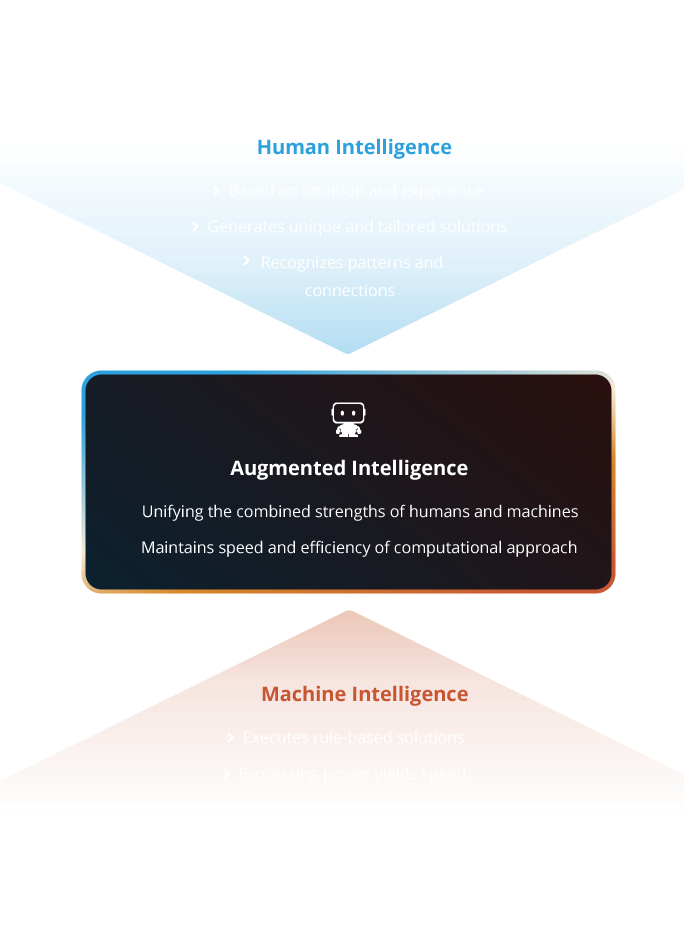 Human Intelligence
Based on intuition and experience
Generates unique and tailored solutions
Recognizes patterns and
connections
Augmented Intelligence
Unifying the combined strengths of humans and machines
Maintains speed and efficiency of computational approach
Machine Intelligence
Executes rule-based solutions
Processing power yields speed